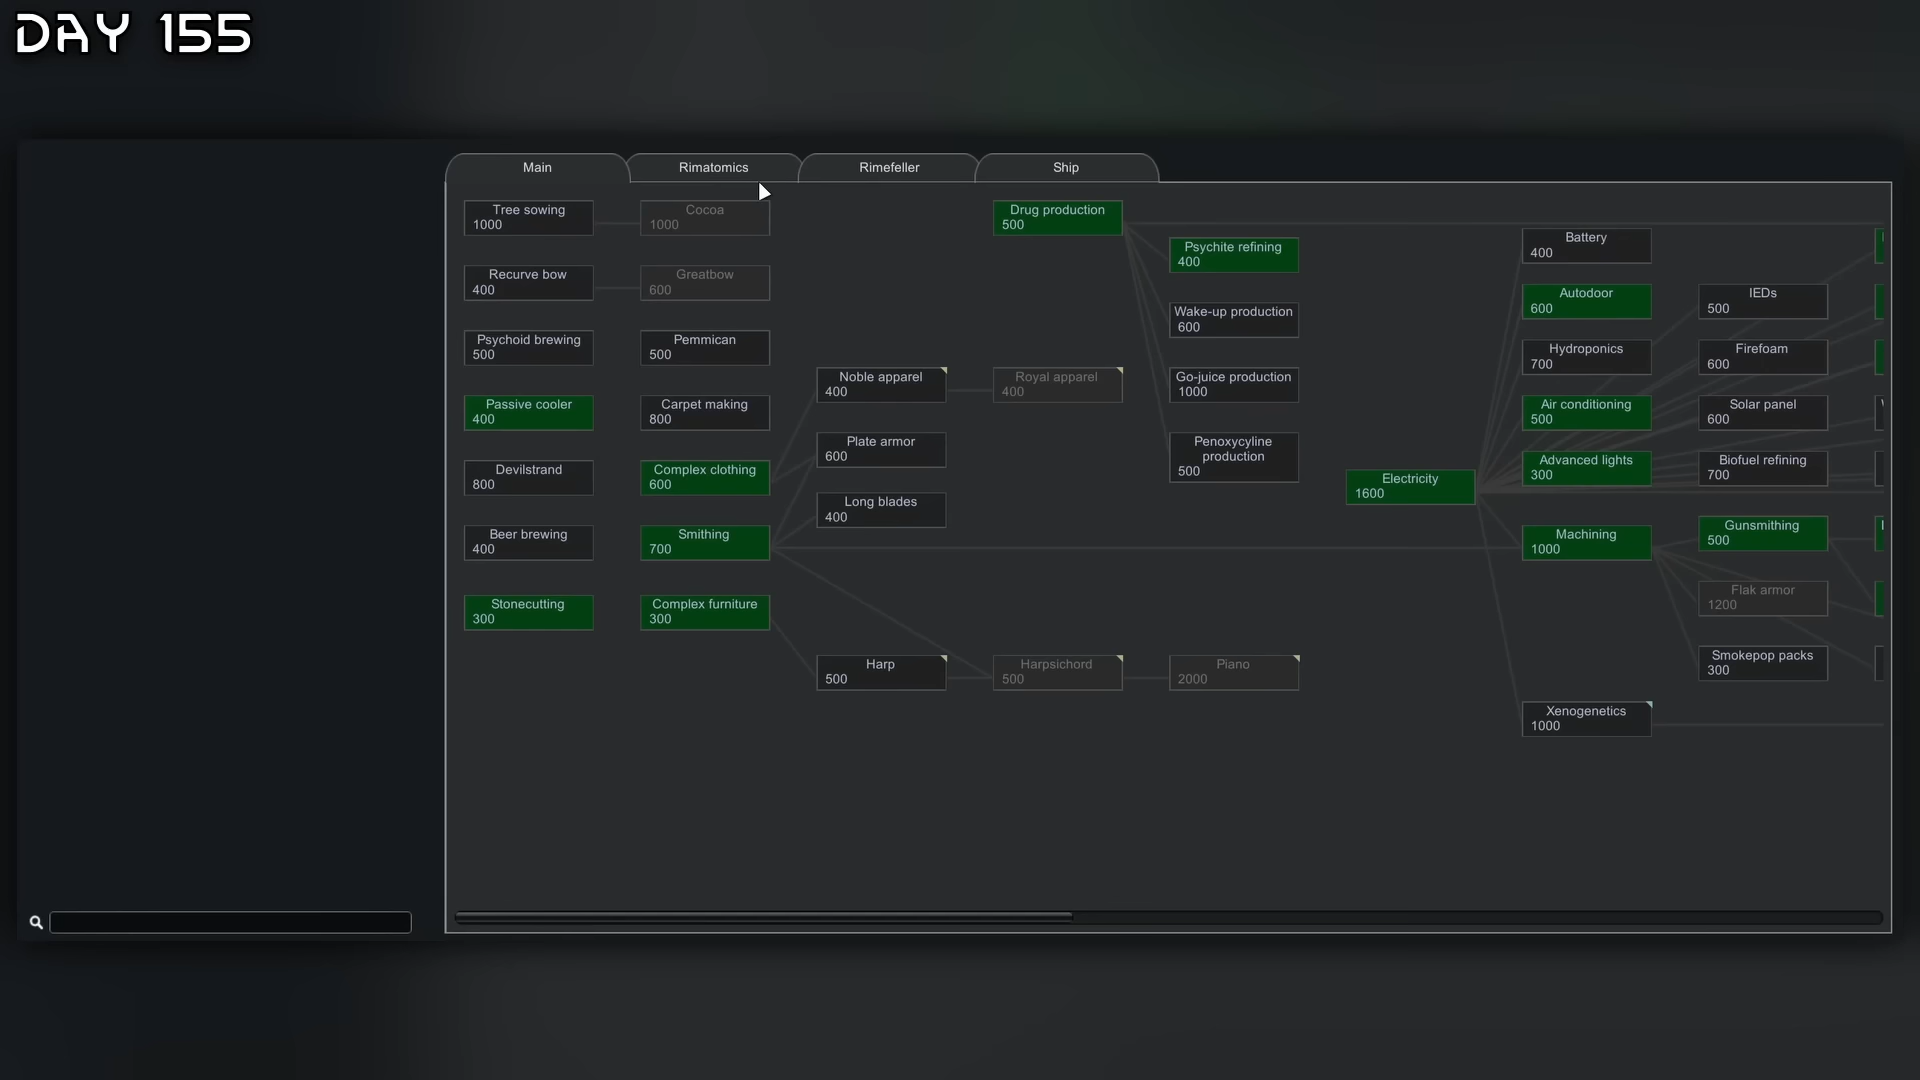 DAY 155
Main
Rimatomics
Rimefeller
Ship
Tree sowing
1000
Cocoa
1000
Drug production
500
Battery
400
Psychite refining
400
Recurve bow
400
Greatbow
600
Autodoor
600
IEDs
500
Wake-up production
600
Psychoid brewing
500
Pemmican
500
Hydroponics
700
Firefoam
600
Noble apparel
400
Royal apparel
400
Go-juice production
1000
Passive cooler
400
Carpet making
800
Air conditioning
500
Solar panel
600
Plate armor
600
Penoxycyline
production
500
Devilstrand
800
Complex clothing
600
Advanced lights
300
Biofuel refining
700
Electricity
1600
Long blades
400
Beer brewing
400
Smithing
700
Machining
1000
Gunsmithing
500
Flak armor
1200
Stonecutting
300
Complex furniture
300
Harp
500
Harpsichord
500
Piano
2000
Smokepop packs
300
Xenogenetics
1000